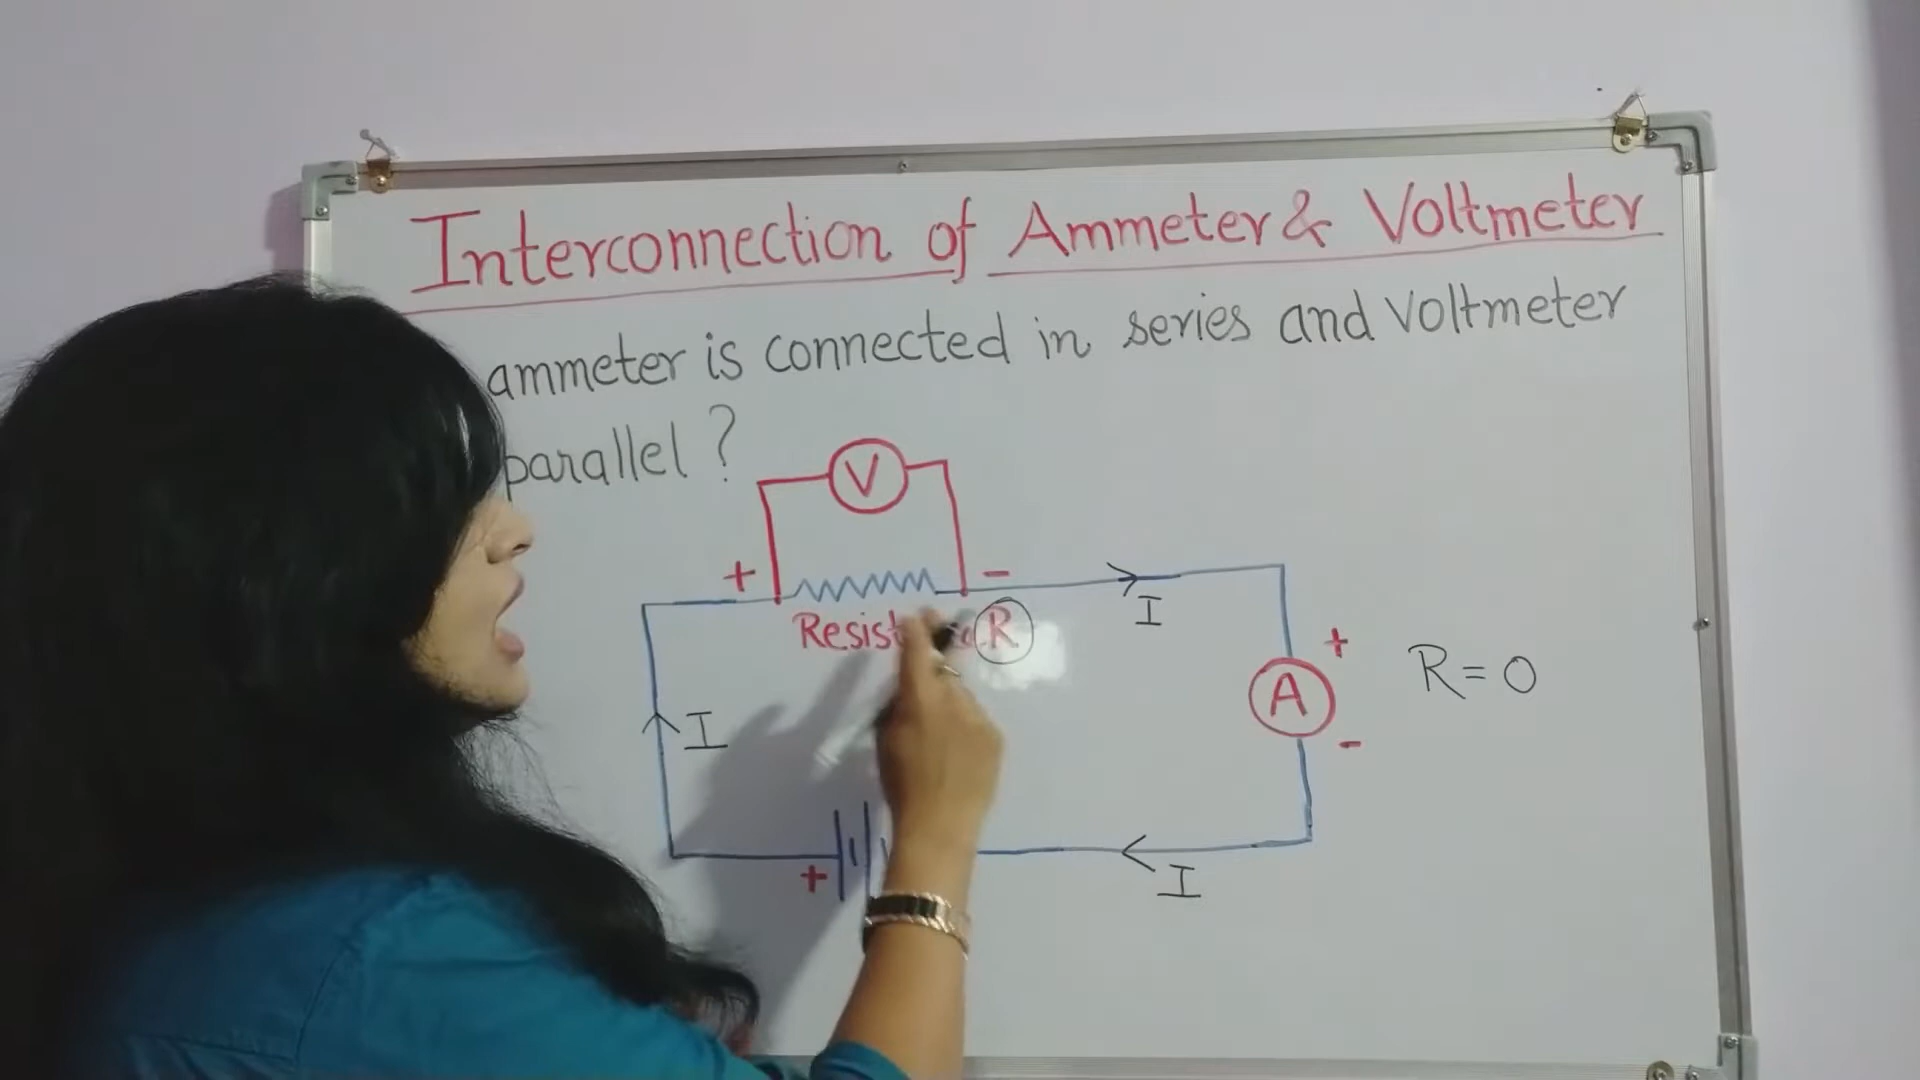 Interconnection of Ammeter & Voltmeter
ammeter is connected in series and Voltmeter
parallel ?
V
+ -
R
I
+
A
R = 0
-
I
+
I